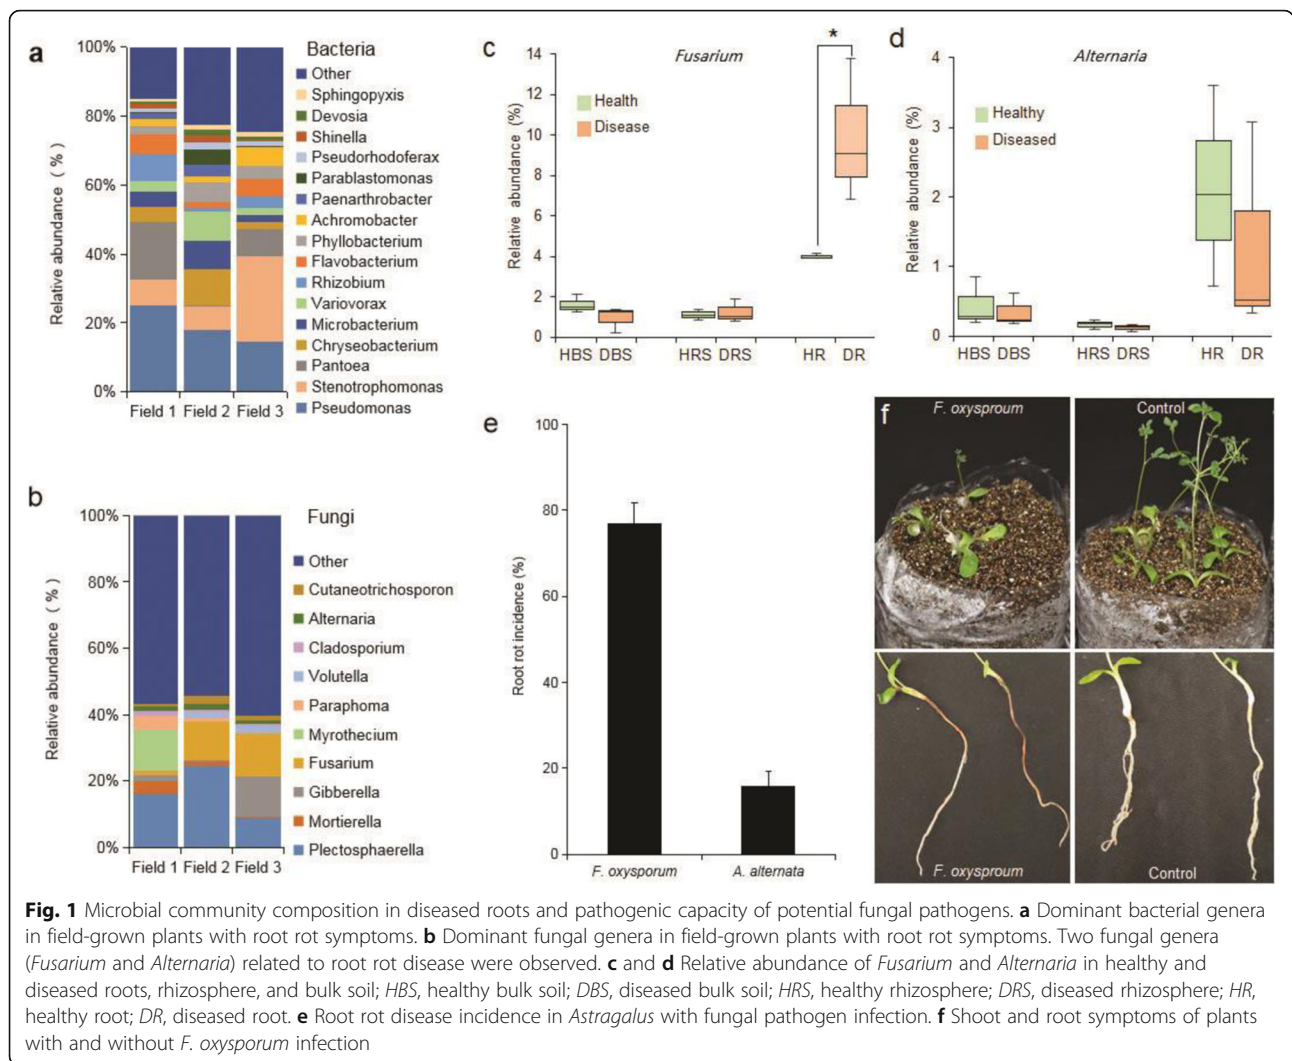 a
Bacteria
100%
80%
60%
40%
20%
0%
Relative abundance ( % )
Field 1 Field 2 Field 3
Other
Sphingopyxis
Devosia
Shinella
Pseudorhodoferax
Parablastomonas
Paenarthrobacter
Achromobacter
Phyllobacterium
Flavobacterium
Rhizobium
Variovorax
Microbacterium
Chryseobacterium
Pantoea
Stenotrophomonas
Pseudomonas
b
Fungi
100%
80%
60%
40%
20%
0%
Relative abundance ( % )
Field 1 Field 2 Field 3
Other
Cutaneotrichosporon
Alternaria
Cladosporium
Volutella
Paraphoma
Myrothecium
Fusarium
Gibberella
Mortierella
Plectosphaerella
c
Fusarium
*
14
12
10
8
6
4
2
0
Relative abundance (%)
Health
Disease
HBS DBS HRS DRS HR DR
d
Alternaria
4
3
2
1
0
Relative abundance (%)
Healthy
Diseased
HBS DBS HRS DRS HR DR
e
100
80
60
40
20
0
Root rot incidence (%)
F. oxysporum A. alternata
f
F. oxysproum Control
F. oxysproum Control
Fig. 1 Microbial community composition in diseased roots and pathogenic capacity of potential fungal pathogens. a Dominant bacterial genera
in field-grown plants with root rot symptoms. b Dominant fungal genera in field-grown plants with root rot symptoms. Two fungal genera
(Fusarium and Alternaria) related to root rot disease were observed. c and d Relative abundance of Fusarium and Alternaria in healthy and
diseased roots, rhizosphere, and bulk soil; HBS, healthy bulk soil; DBS, diseased bulk soil; HRS, healthy rhizosphere; DRS, diseased rhizosphere; HR,
healthy root; DR, diseased root. e Root rot disease incidence in Astragalus with fungal pathogen infection. f Shoot and root symptoms of plants
with and without F. oxysporum infection